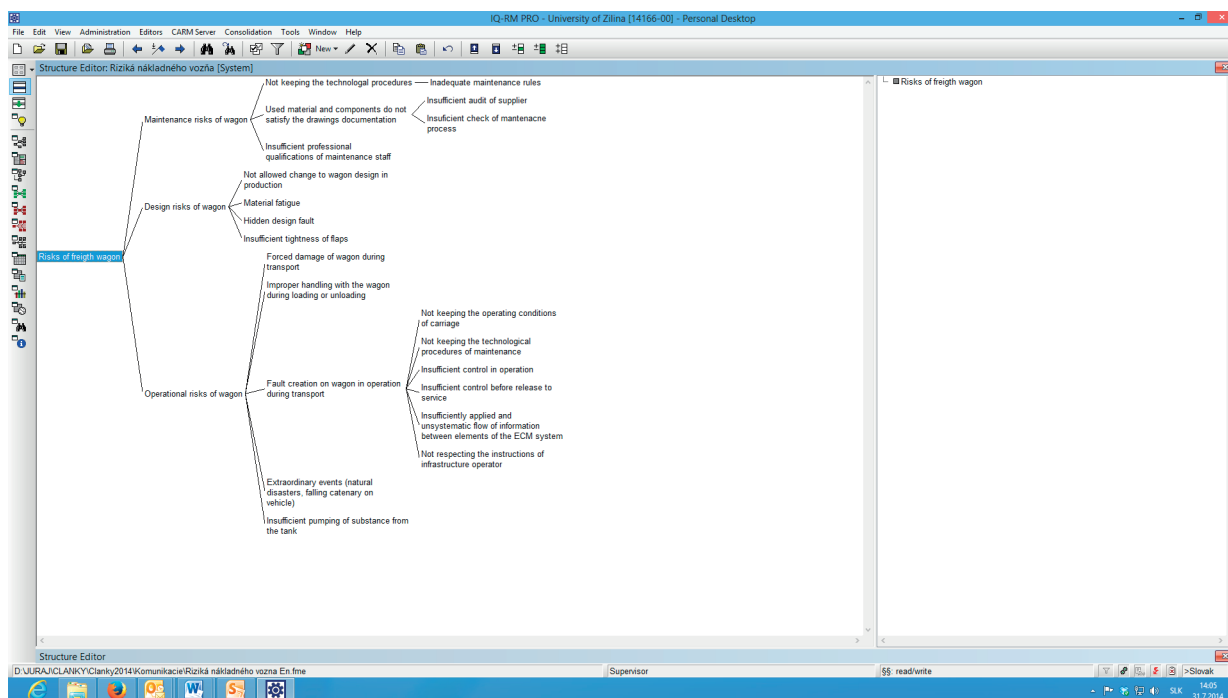 IQ-RM PRO - University of Zilina [14166-00] - Personal Desktop
File Edit View Administration Editors CARM Server Consolidation Tools Window Help
New
Structure Editor: Riziká nákladného vozňa [System]
Risks of freigth wagon
Maintenance risks of wagon
Not keeping the technologal procedures
Inadequate maintenance rules
Used material and components do not
satisfy the drawings documentation
Insufficient audit of supplier
Insuficient check of mantenacne
process
Insufficient professional
qualifications of maintenance staff
Design risks of wagon
Not allowed change to wagon design in
production
Material fatigue
Hidden design fault
Insufficient tightness of flaps
Risks of freigth wagon
Operational risks of wagon
Forced damage of wagon during
transport
Improper handling with the wagon
during loading or unloading
Fault creation on wagon in operation
during transport
Not keeping the operating conditions
of carriage
Not keeping the technological
procedures of maintenance
Insufficient control in operation
Insufficient control before release to
service
Insufficiently applied and
unsystematic flow of information
between elements of the ECM system
Not respecting the instructions of
infrastructure operator
Extraordinary events (natural
disasters, falling catenary on
vehicle)
Insufficient pumping of substance from
the tank
Structure Editor
D:\JURAJ\CLANKY\Clanky2014\Komunikacie\Riziká nákladného vozna En.fme
Supervisor
§§: read/write
>Slovak
SLK
14:05
31.7.2014